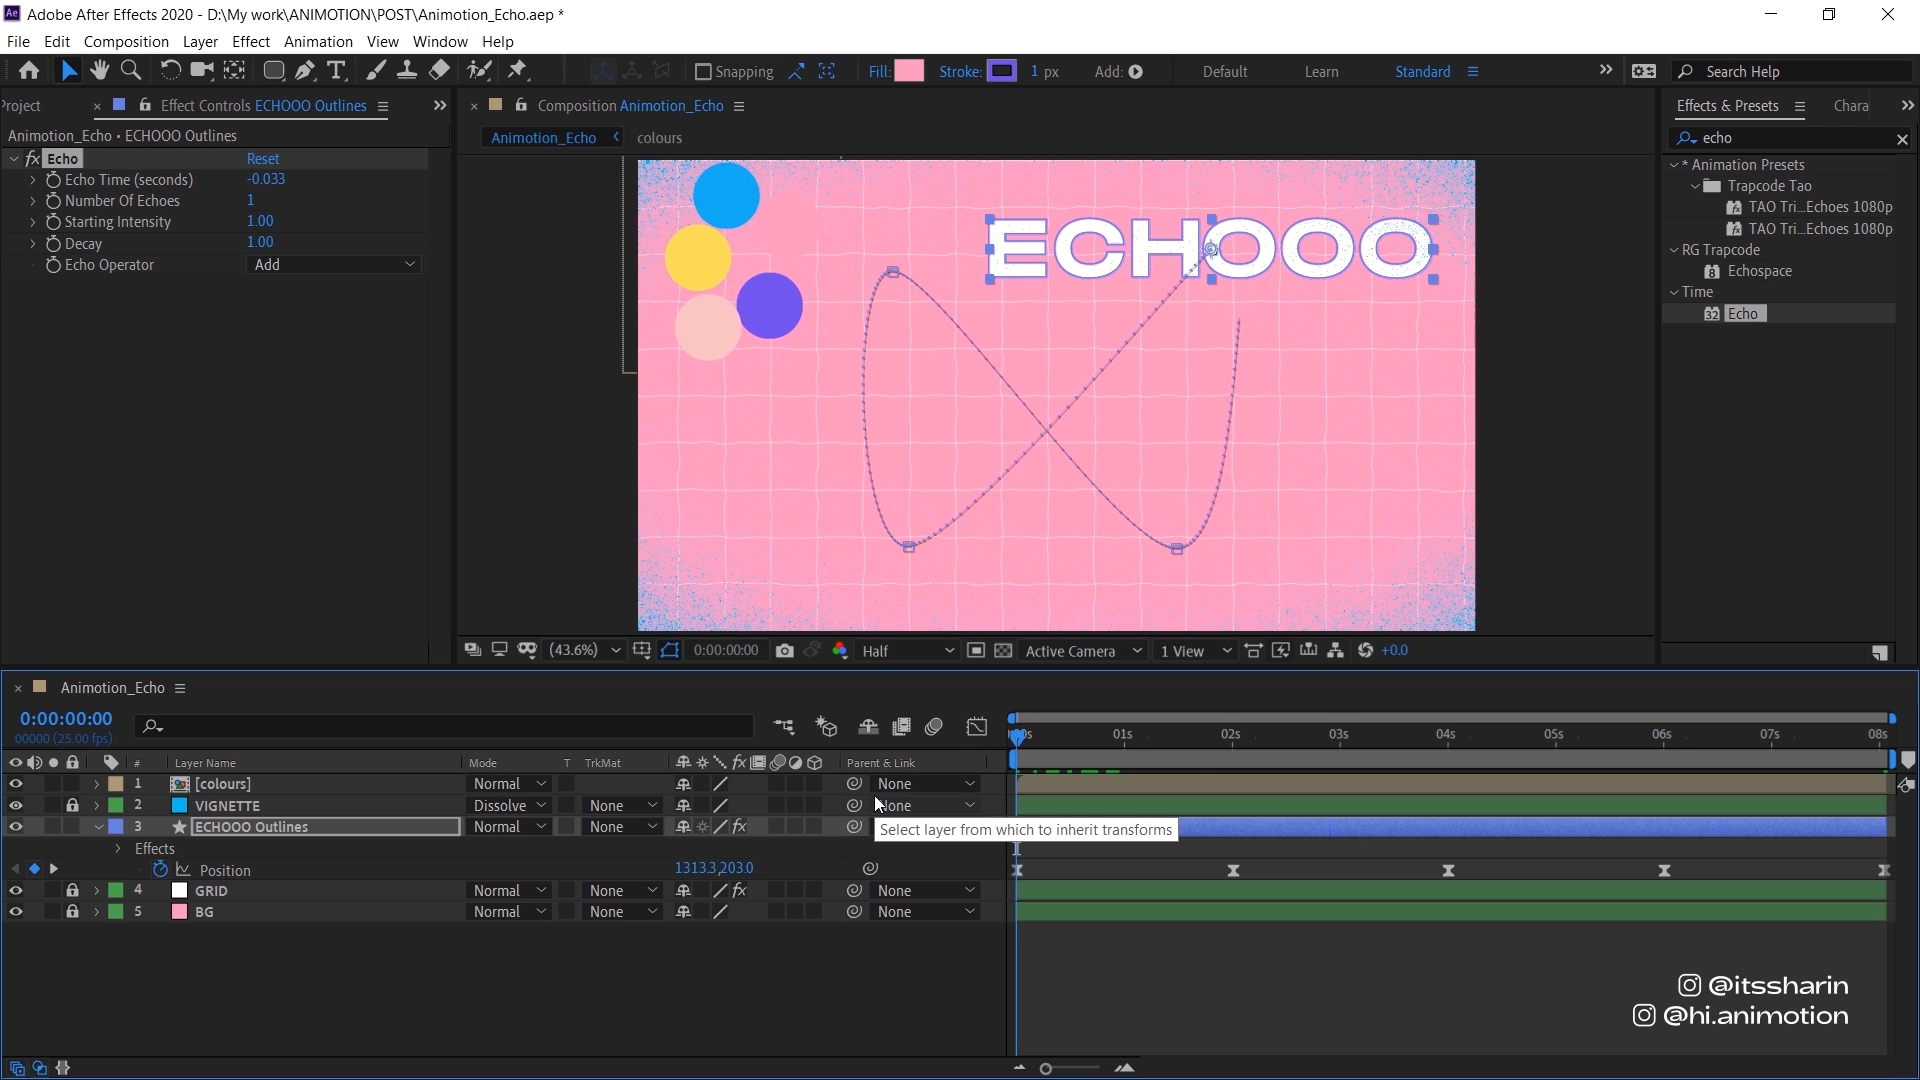 Ae Adobe After Effects 2020 - D:\My work\ANIMOTION\POST\Animotion_Echo.aep *
File Edit Composition Layer Effect Animation View Window Help
Snapping Fill: Stroke: 1 px Add: Default Learn Standard Search Help
Project Effect Controls ECHOOO Outlines
Composition Animotion_Echo
Effects & Presets Chara
Animotion_Echo • ECHOOO Outlines
Animotion_Echo colours
echo
fx Echo Reset
Echo Time (seconds) -0.033
Number Of Echoes 1
Starting Intensity 1.00
Decay 1.00
Echo Operator Add
ECHOOO
* Animation Presets
Trapcode Tao
TAO Tri...Echoes 1080p
TAO Tri...Echoes 1080p
RG Trapcode
Echospace
Time
32 Echo
(43.6%) 0:00:00:00 Half Active Camera 1 View +0.0
Animotion_Echo
0:00:00:00
00000 (25.00 fps)
01s 02s 03s 04s 05s 06s 07s 08s
# Layer Name Mode T TrkMat fx Parent & Link
1 [colours] Normal None
2 VIGNETTE Dissolve None None
3 ECHOOO Outlines Normal None fx
Select layer from which to inherit transforms
Effects
Position 1313.3,203.0
4 GRID Normal None fx None
5 BG Normal None None
@itssharin
@hi.animotion